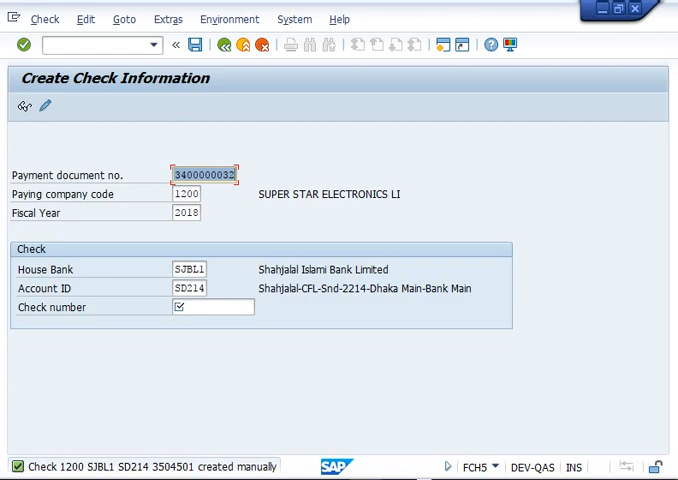 Check Edit Goto Extras Environment System Help
Create Check Information
Payment document no. 3400000032
Paying company code 1200 SUPER STAR ELECTRONICS LI
Fiscal Year 2018
Check
House Bank SJBL1 Shahjalal Islami Bank Limited
Account ID SD214 Shahjalal-CFL-Snd-2214-Dhaka Main-Bank Main
Check number
Check 1200 SJBL1 SD214 3504501 created manually SAP FCH5 DEV-QAS INS